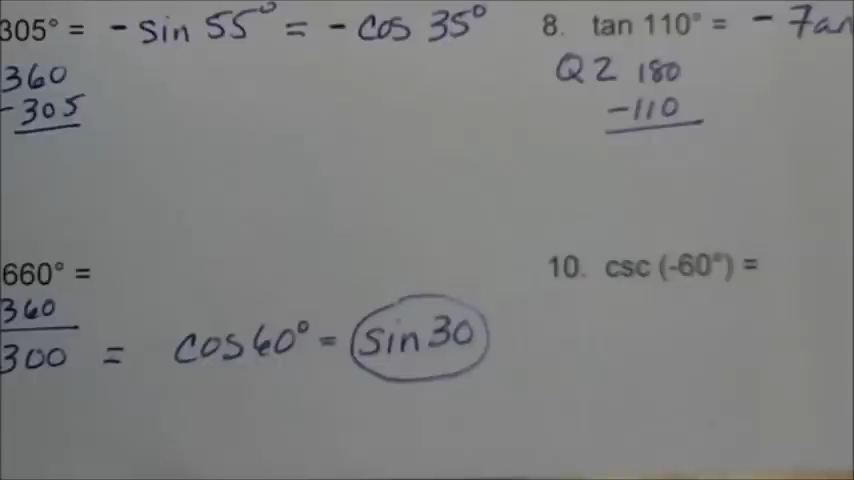 305° = - sin 55° = - cos 35°
360
- 305
8. tan 110° = - Tan
Q2 180
- 110
660° =
360
300 = cos 60° = sin 30
10. csc (-60°) =